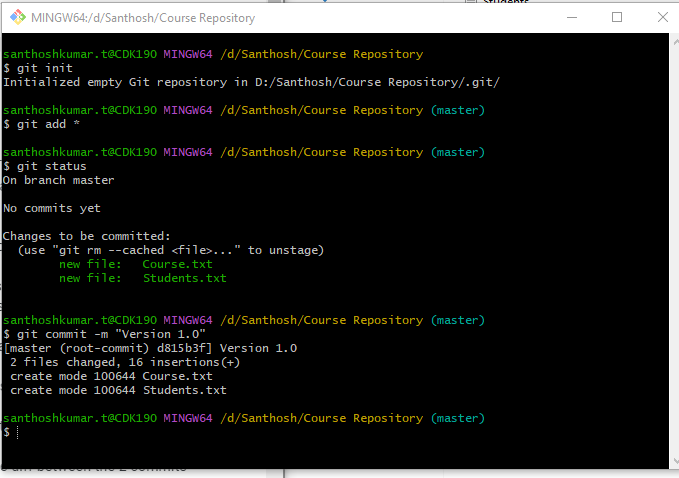 Students
MINGW64:/d/Santhosh/Course Repository
santhoshkumar.t@CDK190 MINGW64 /d/Santhosh/Course Repository
$ git init
Initialized empty Git repository in D:/Santhosh/Course Repository/.git/
santhoshkumar.t@CDK190 MINGW64 /d/Santhosh/Course Repository (master)
$ git add *
santhoshkumar.t@CDK190 MINGW64 /d/Santhosh/Course Repository (master)
$ git status
On branch master
No commits yet
Changes to be committed:
(use "git rm --cached <file>..." to unstage)
new file: Course.txt
new file: Students.txt
santhoshkumar.t@CDK190 MINGW64 /d/Santhosh/Course Repository (master)
$ git commit -m "Version 1.0"
[master (root-commit) d815b3f] Version 1.0
2 files changed, 16 insertions(+)
create mode 100644 Course.txt
create mode 100644 Students.txt
santhoshkumar.t@CDK190 MINGW64 /d/Santhosh/Course Repository (master)
$
between the 2 commits